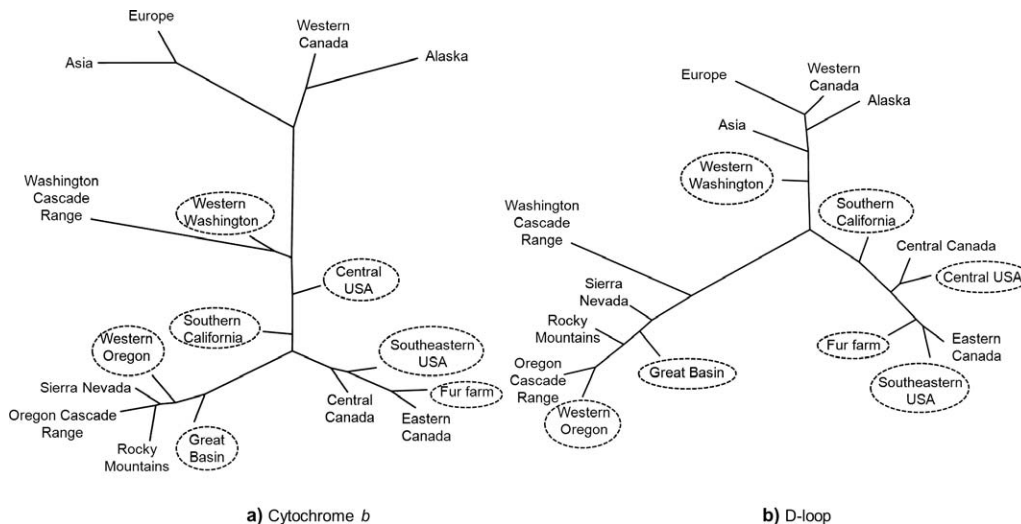 Europe
Western
Canada
Asia
Alaska
Washington
Cascade
Range
Western
Washington
Central
USA
Southern
California
Western
Oregon
Southeastern
USA
Sierra Nevada
Fur farm
Oregon Cascade
Range
Central
Canada
Eastern
Canada
Rocky
Mountains
Great
Basin
a) Cytochrome b
Europe
Western
Canada
Alaska
Asia
Western
Washington
Southern
California
Washington
Cascade
Range
Central Canada
Central USA
Sierra
Nevada
Rocky
Mountains
Fur farm
Eastern
Canada
Oregon
Cascade
Range
Great Basin
Southeastern
USA
Western
Oregon
b) D-loop